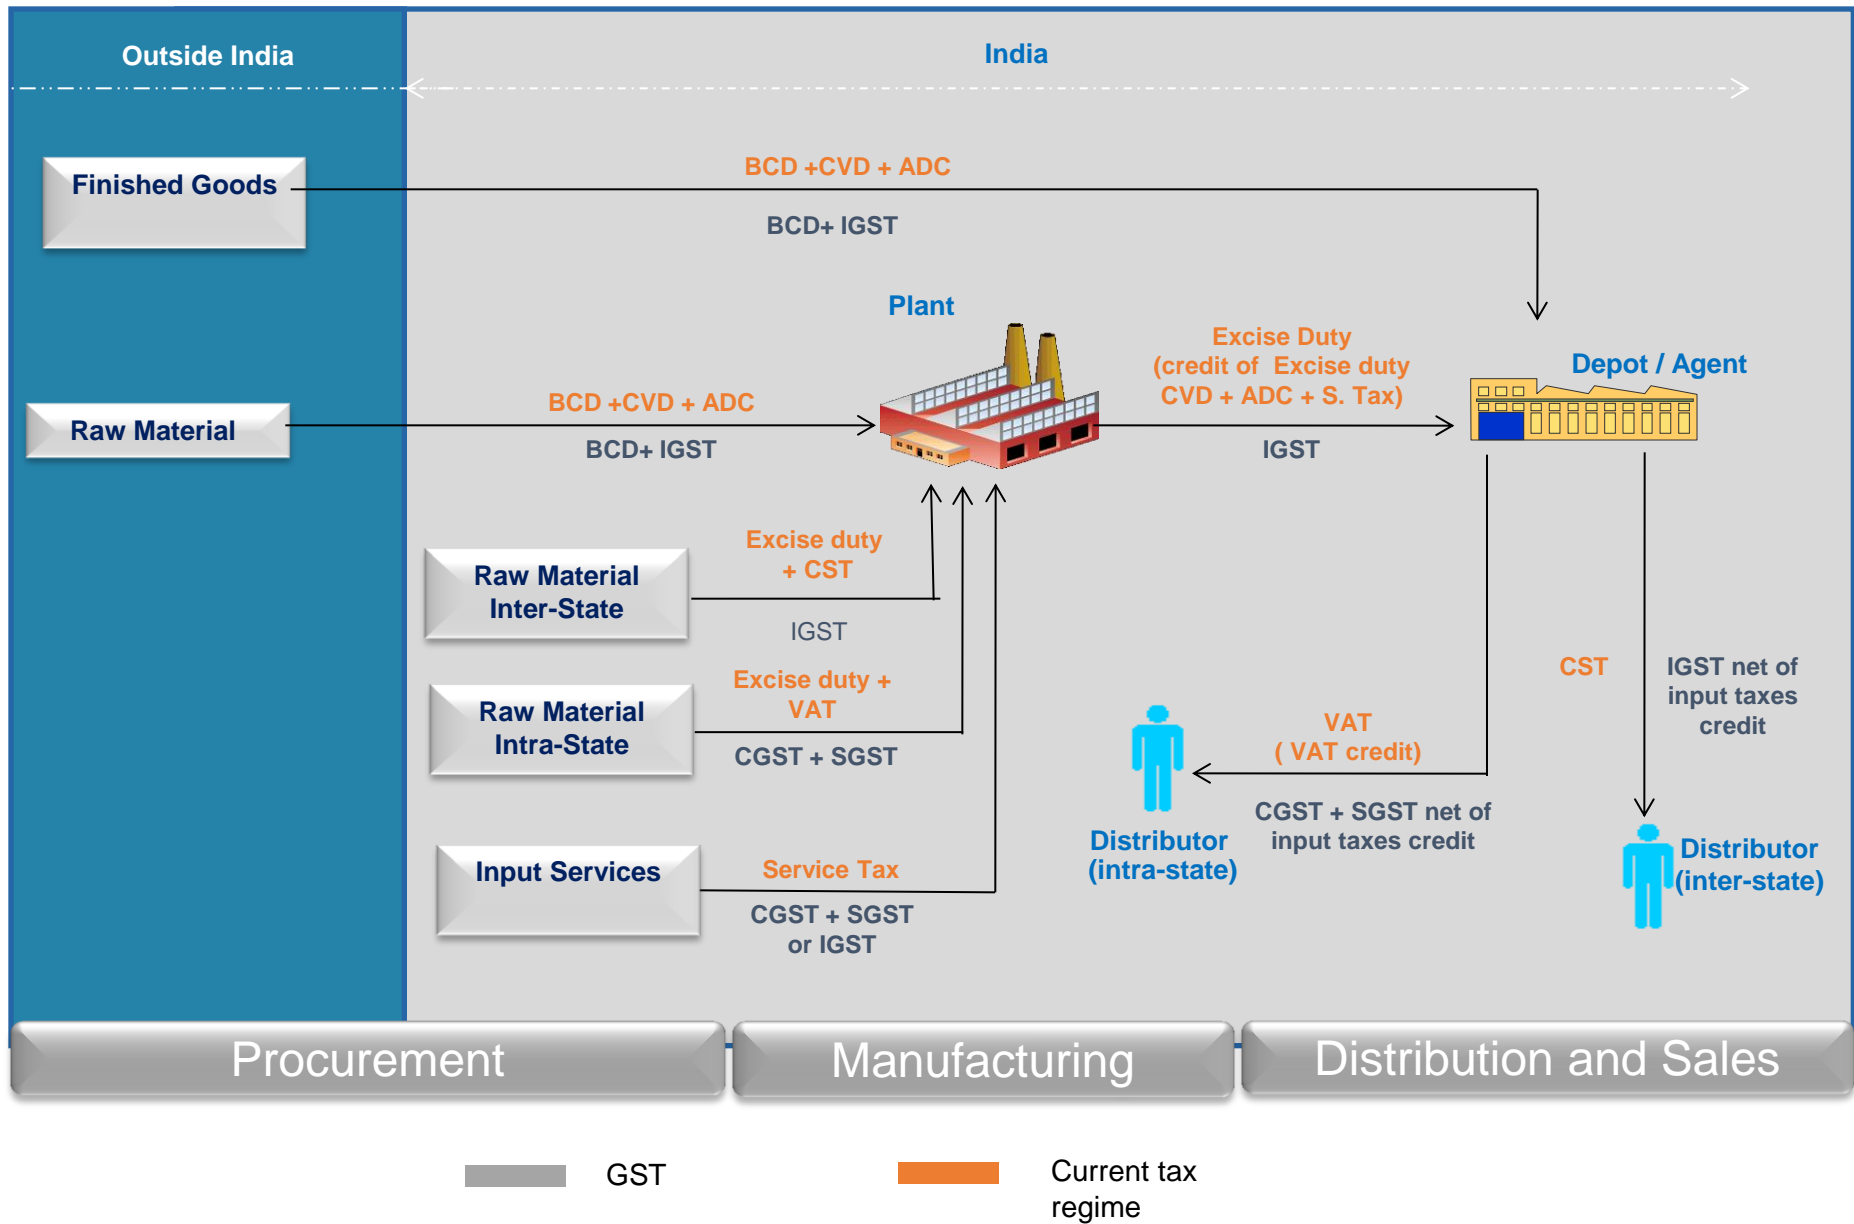 Outside India
India
Finished Goods
BCD +CVD + ADC
BCD+ IGST
Plant
Excise Duty
(credit of Excise duty
CVD + ADC + S. Tax)
IGST
Depot / Agent
Raw Material
BCD +CVD + ADC
BCD+ IGST
Raw Material
Inter-State
Excise duty
+ CST
IGST
Raw Material
Intra-State
Excise duty +
VAT
CGST + SGST
Input Services
Service Tax
CGST + SGST
or IGST
VAT
( VAT credit)
CGST + SGST net of
input taxes credit
Distributor
(intra-state)
CST
IGST net of
input taxes
credit
Distributor
(inter-state)
Procurement
Manufacturing
Distribution and Sales
GST
Current tax
regime